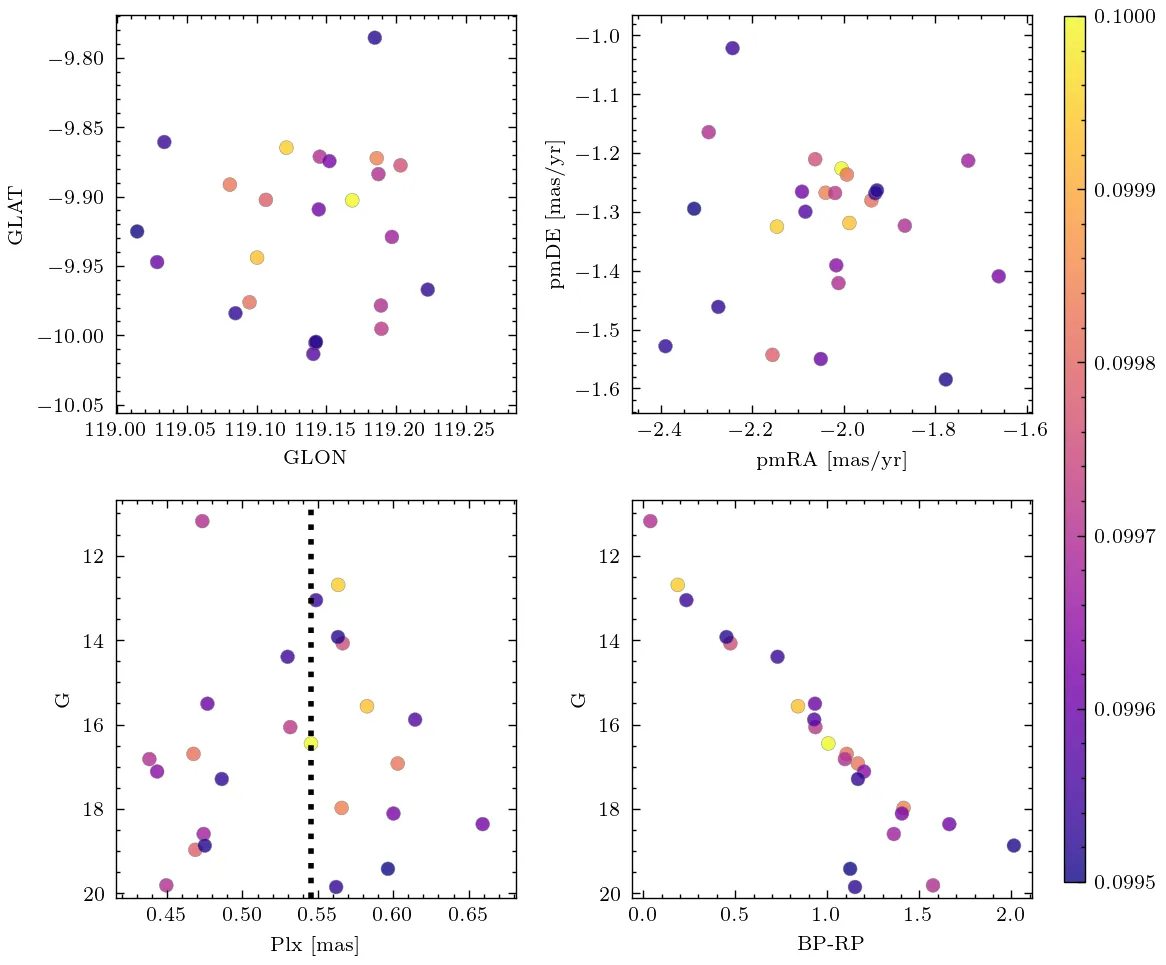 −9.80
−9.85
−9.90
−9.95
−10.00
−10.05
GLAT
119.00 119.05 119.10 119.15 119.20 119.25
GLON
−1.0
−1.1
−1.2
−1.3
−1.4
−1.5
−1.6
pmDE [mas/yr]
−2.4 −2.2 −2.0 −1.8 −1.6
pmRA [mas/yr]
12
14
16
18
20
G
0.45 0.50 0.55 0.60 0.65
Plx [mas]
12
14
16
18
20
G
0.0 0.5 1.0 1.5 2.0
BP-RP
0.1000
0.0999
0.0998
0.0997
0.0996
0.0995